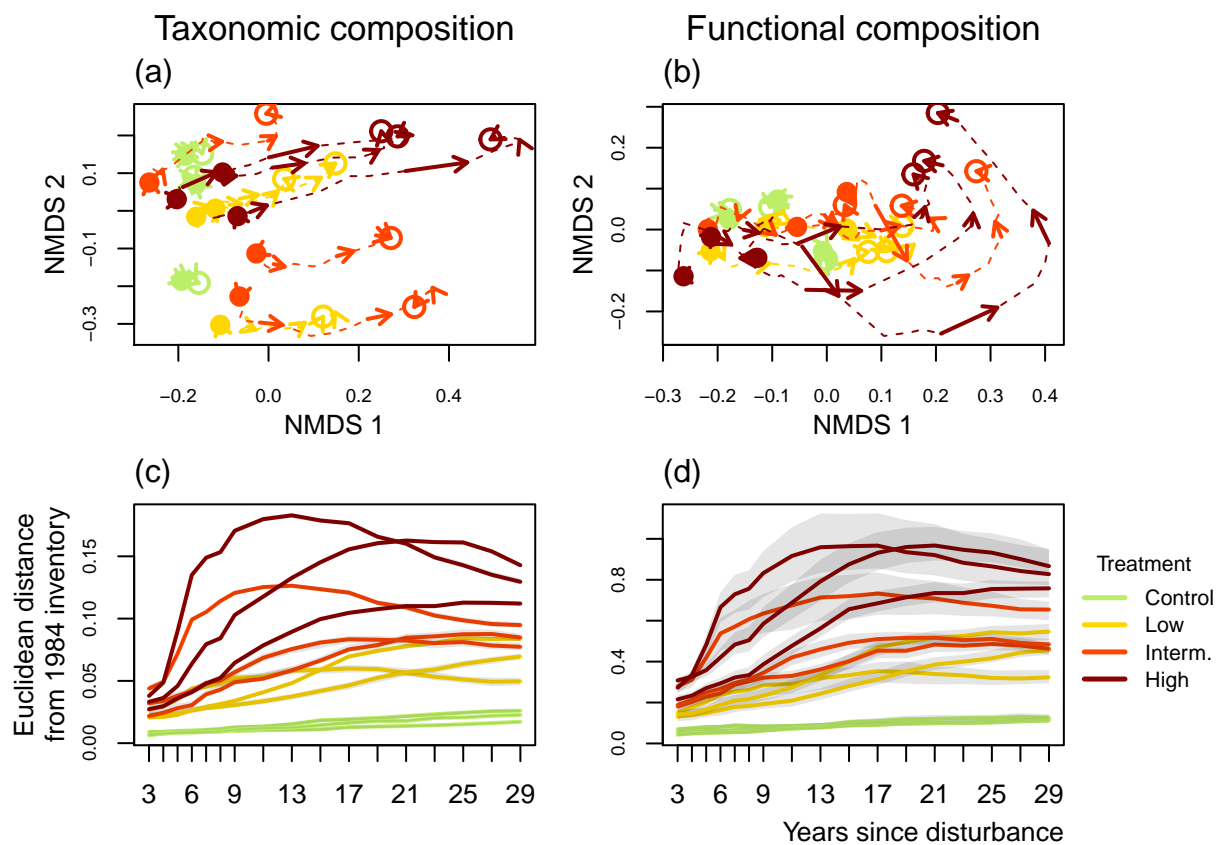 Taxonomic composition
Functional composition
(a)
(b)
NMDS 2
0.1
−0.1
−0.3
−0.2
0.0
0.2
0.4
NMDS 1
NMDS 2
0.2
0.0
−0.2
−0.3
−0.2
−0.1
0.0
0.1
0.2
0.3
0.4
NMDS 1
(c)
(d)
Euclidean distance
from 1984 inventory
0.15
0.10
0.05
0.00
3
6
9
13
17
21
25
29
0.8
0.4
0.0
3
6
9
13
17
21
25
29
Years since disturbance
Treatment
Control
Low
Interm.
High